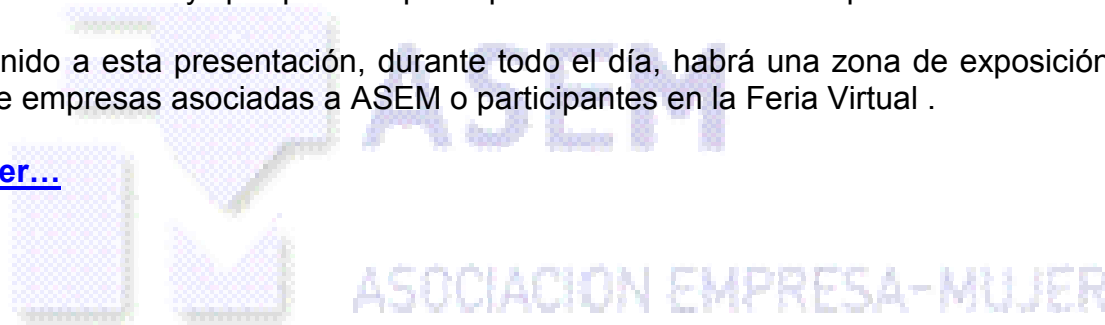 nido a esta presentación, durante todo el día, habrá una zona de exposición
e empresas asociadas a ASEM o participantes en la Feria Virtual .
er…
ASEM
ASOCIACION EMPRESA-MUJER